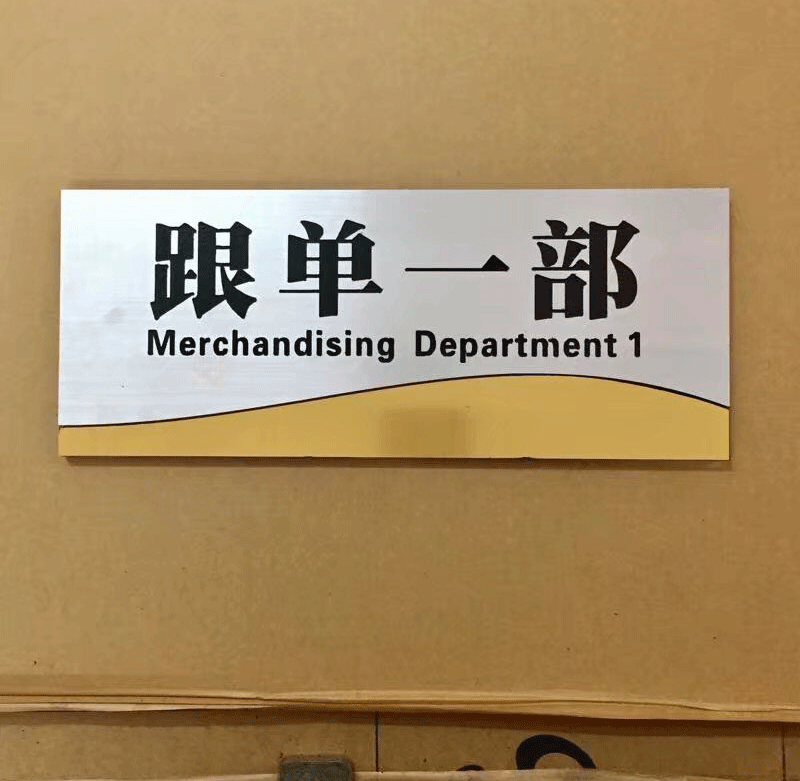 跟单一部
Merchandising Department 1